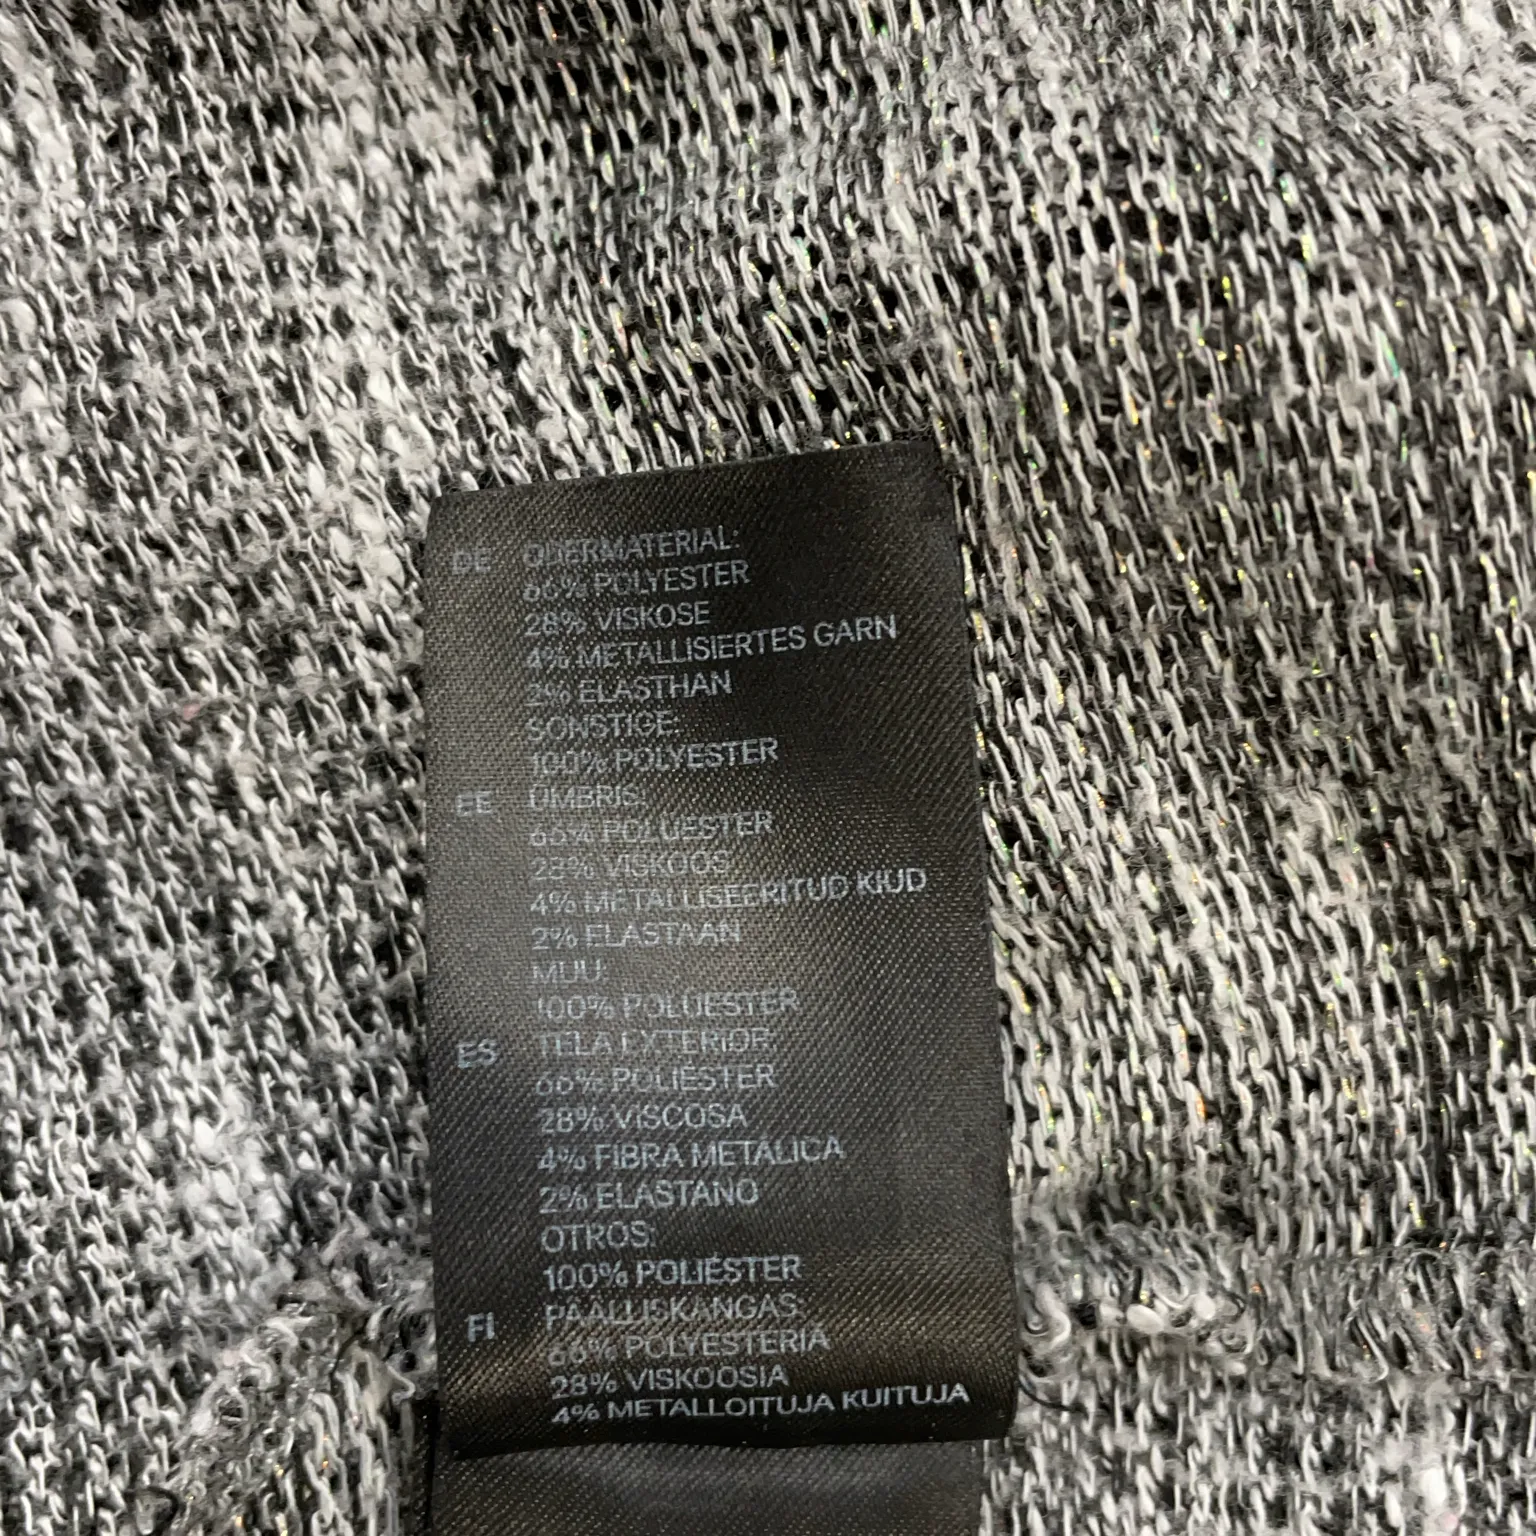 DE OBERMATERIAL:
66% POLYESTER
28% VISKOSE
4% METALLISIERTES GARN
2% ELASTHAN
SONSTIGE:
100% POLYESTER
EE ÜMBRIS:
66% POLÜESTER
28% VISKOOS
4% METALLISEERITUD KIUD
2% ELASTAAN
MUU:
100% POLÜESTER
ES TELA EXTERIOR:
66% POLIÉSTER
28% VISCOSA
4% FIBRA METÁLICA
2% ELASTANO
OTROS:
100% POLIÉSTER
FI PÄÄLLISKANGAS:
66% POLYESTERIÄ
28% VISKOOSIA
4% METALLOITUJA KUITUJA